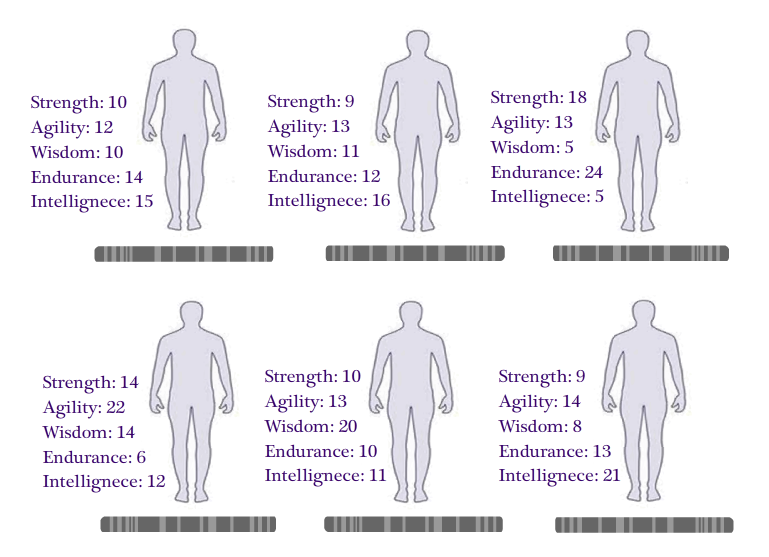 Strength: 10
Agility: 12
Wisdom: 10
Endurance: 14
Intellignece: 15
Strength: 9
Agility: 13
Wisdom: 11
Endurance: 12
Intellignece: 16
Strength: 18
Agility: 13
Wisdom: 5
Endurance: 24
Intellignece: 5
Strength: 14
Agility: 22
Wisdom: 14
Endurance: 6
Intellignece: 12
Strength: 10
Agility: 13
Wisdom: 20
Endurance: 10
Intellignece: 11
Strength: 9
Agility: 14
Wisdom: 8
Endurance: 13
Intellignece: 21